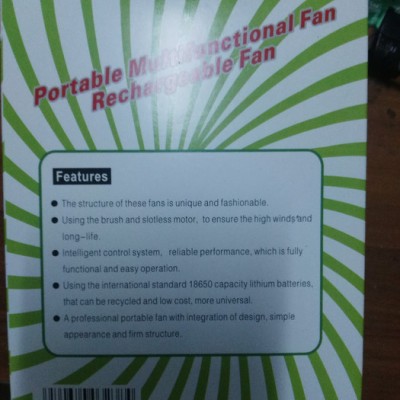 Portable Multifunctional Fan
Rechargeable Fan
Features
● The structure of these fans is unique and fashionable.
● Using the brush and slotless motor, to ensure the high winds and
long-life.
● Intelligent control system, reliable performance, which is fully
functional and easy operation.
● Using the international standard 18650 capacity lthium batteries,
that can be recycled and low cost, more universal.
● A professional portable fan with integration of design, simple
appearance and firm structure.